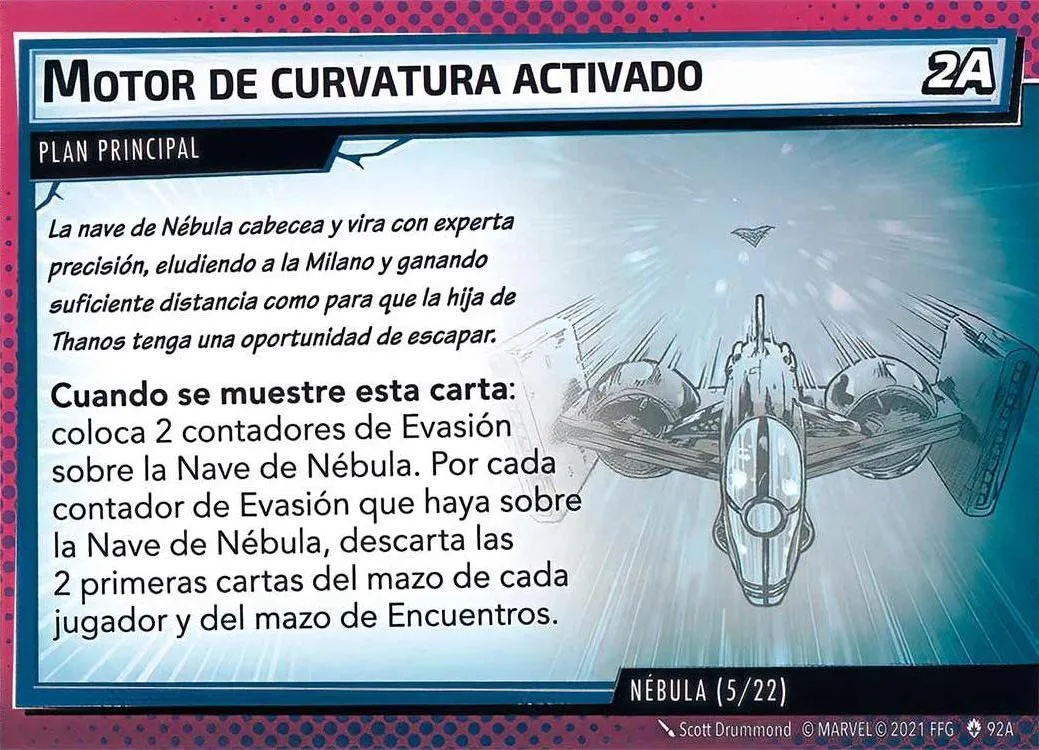 MOTOR DE CURVATURA ACTIVADO
2A
PLAN PRINCIPAL
La nave de Nébula cabecea y vira con experta
precisión, eludiendo a la Milano y ganando
suficiente distancia como para que la hija de
Thanos tenga una oportunidad de escapar.
Cuando se muestre esta carta:
coloca 2 contadores de Evasión
sobre la Nave de Nébula. Por cada
contador de Evasión que haya sobre
la Nave de Nébula, descarta las
2 primeras cartas del mazo de cada
jugador y del mazo de Encuentros.
NÉBULA (5/22)
Scott Drummond © MARVEL © 2021 FFG 92A